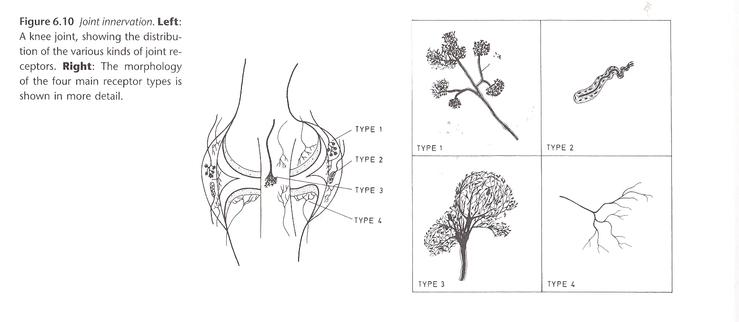 Figure 6.10 Joint innervation. Left:
A knee joint, showing the distribu-
tion of the various kinds of joint re-
ceptors. Right: The morphology
of the four main receptor types is
shown in more detail.
TYPE 1
TYPE 2
TYPE 3
TYPE 4
TYPE 1
TYPE 2
TYPE 3
TYPE 4